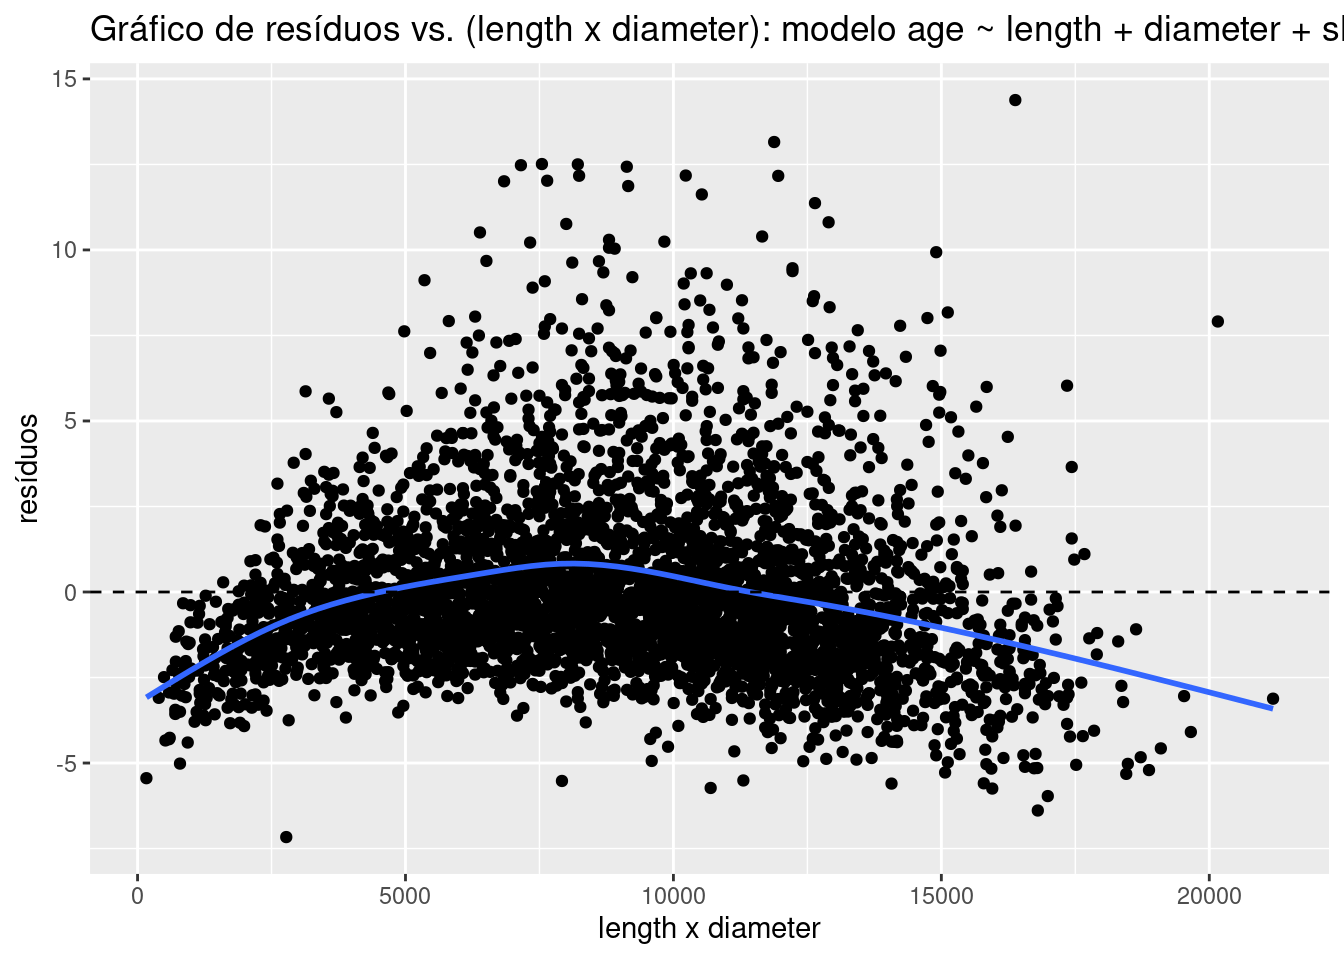 Gráfico de resíduos vs. (length x diameter): modelo age ~ length + diameter +
15
10
5
0
-5
resíduos
0 5000 10000 15000 20000
length x diameter